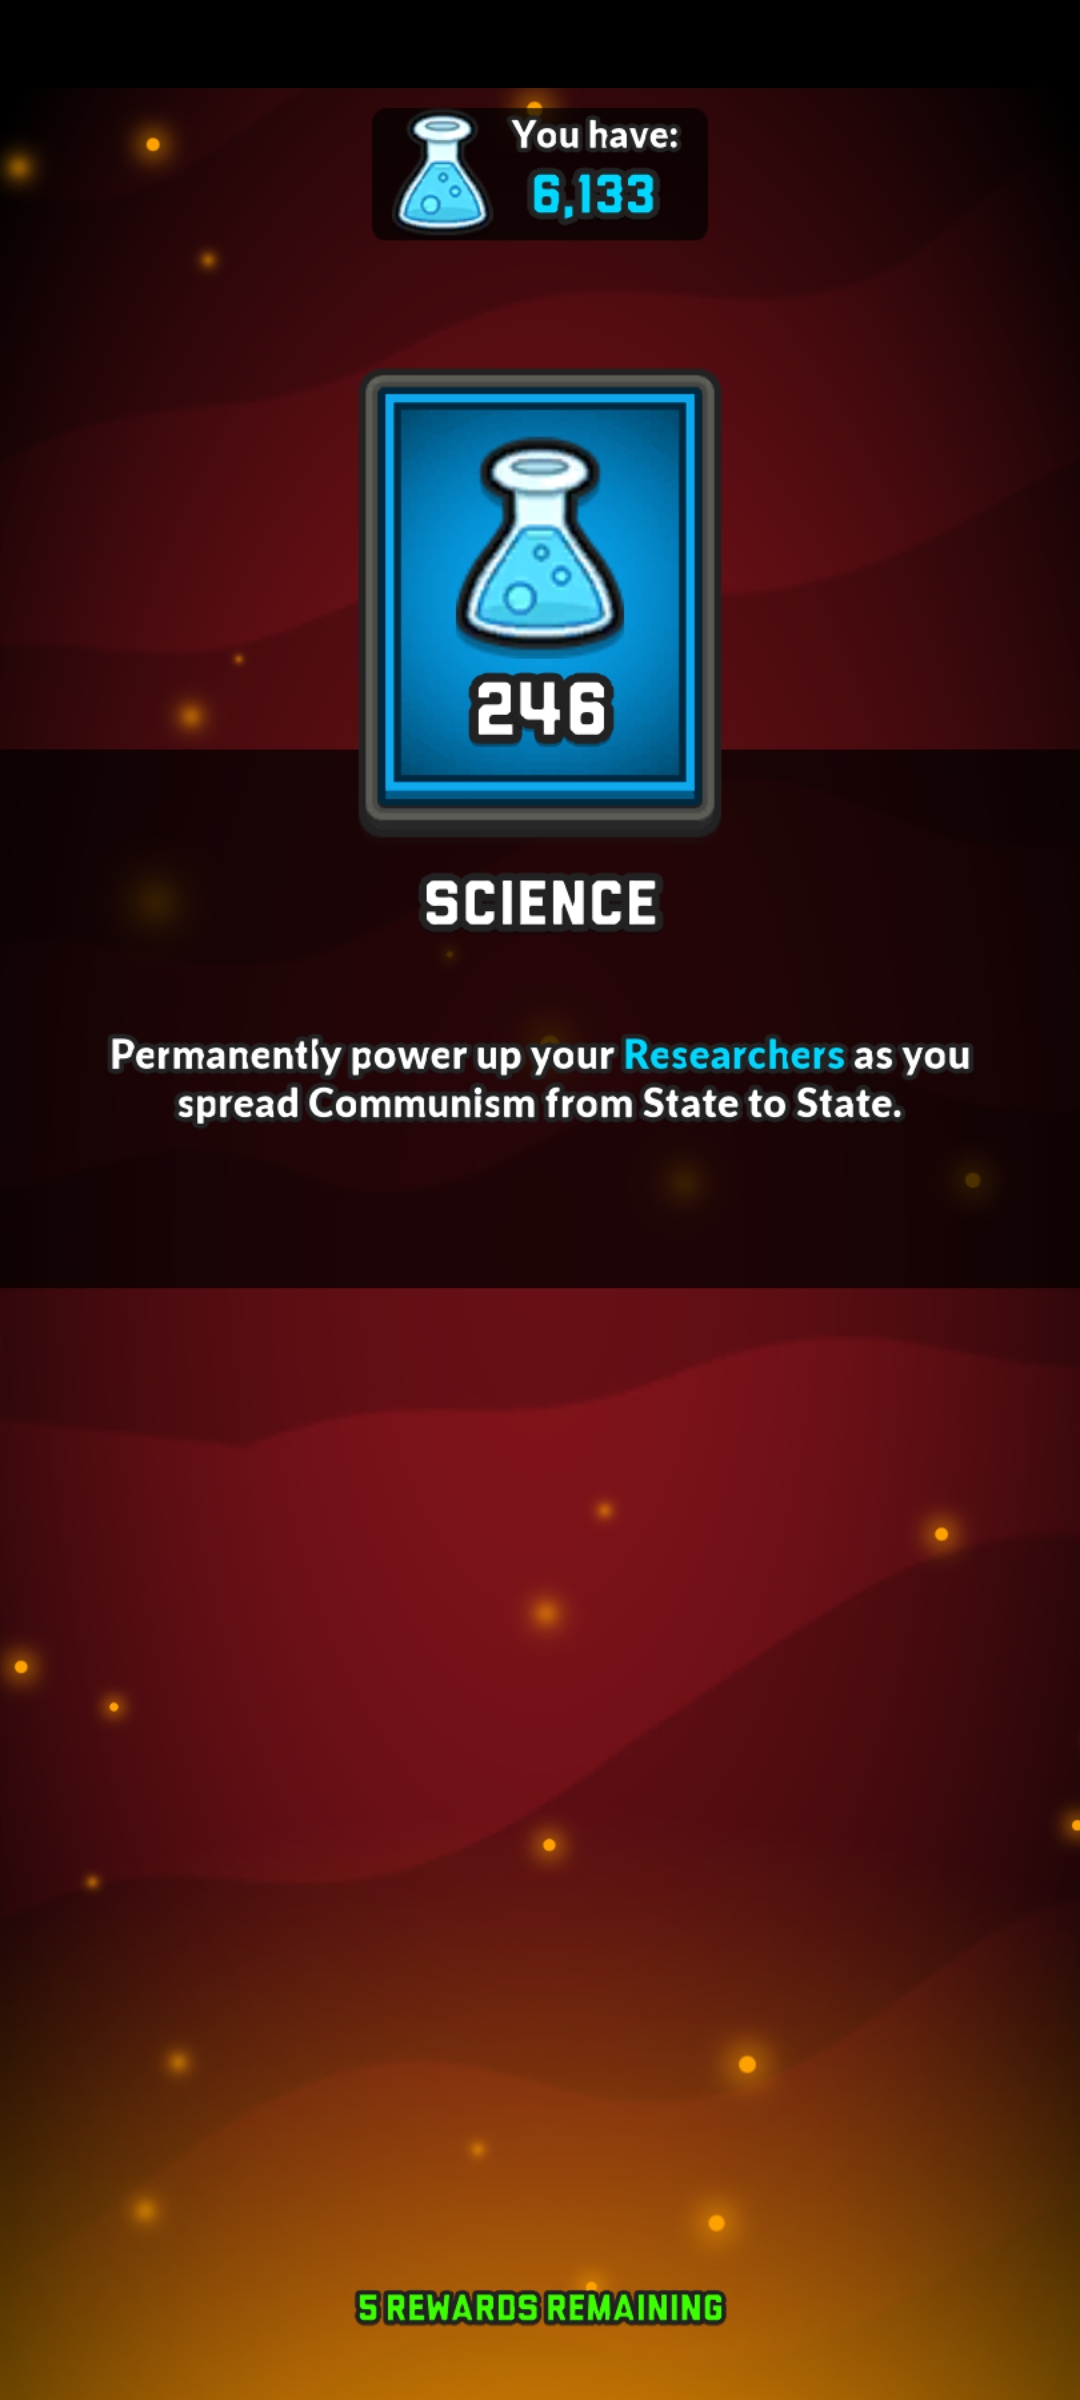 You have:
6,133
246
SCIENCE
Permanently power up your Researchers as you
spread Communism from State to State.
5 REWARDS REMAINING